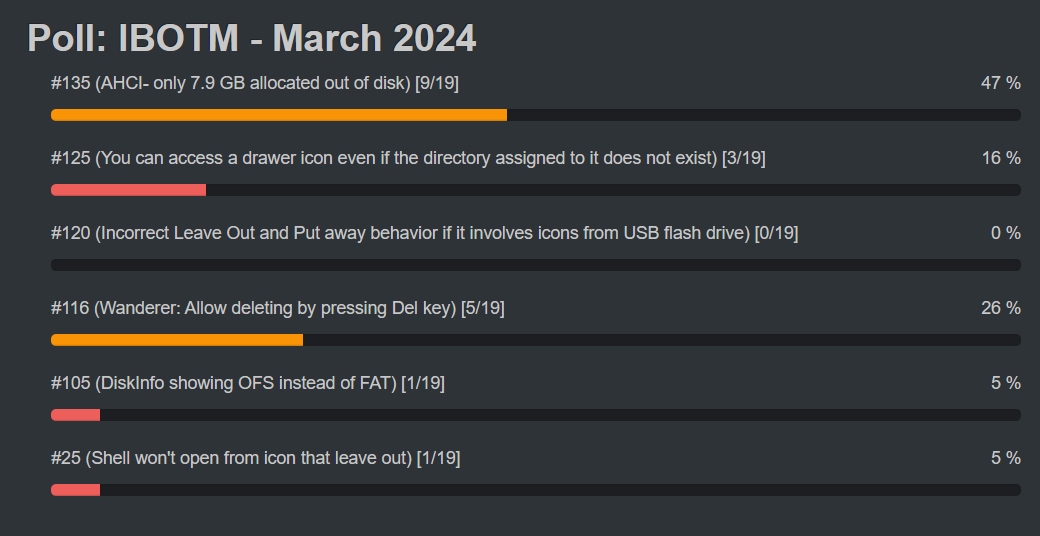 Poll: IBOTM - March 2024
#135 (AHCI- only 7.9 GB allocated out of disk) [9/19] 47 %
#125 (You can access a drawer icon even if the directory assigned to it does not exist) [3/19] 16 %
#120 (Incorrect Leave Out and Put away behavior if it involves icons from USB flash drive) [0/19] 0 %
#116 (Wanderer: Allow deleting by pressing Del key) [5/19] 26 %
#105 (DiskInfo showing OFS instead of FAT) [1/19] 5 %
#25 (Shell won't open from icon that leave out) [1/19] 5 %